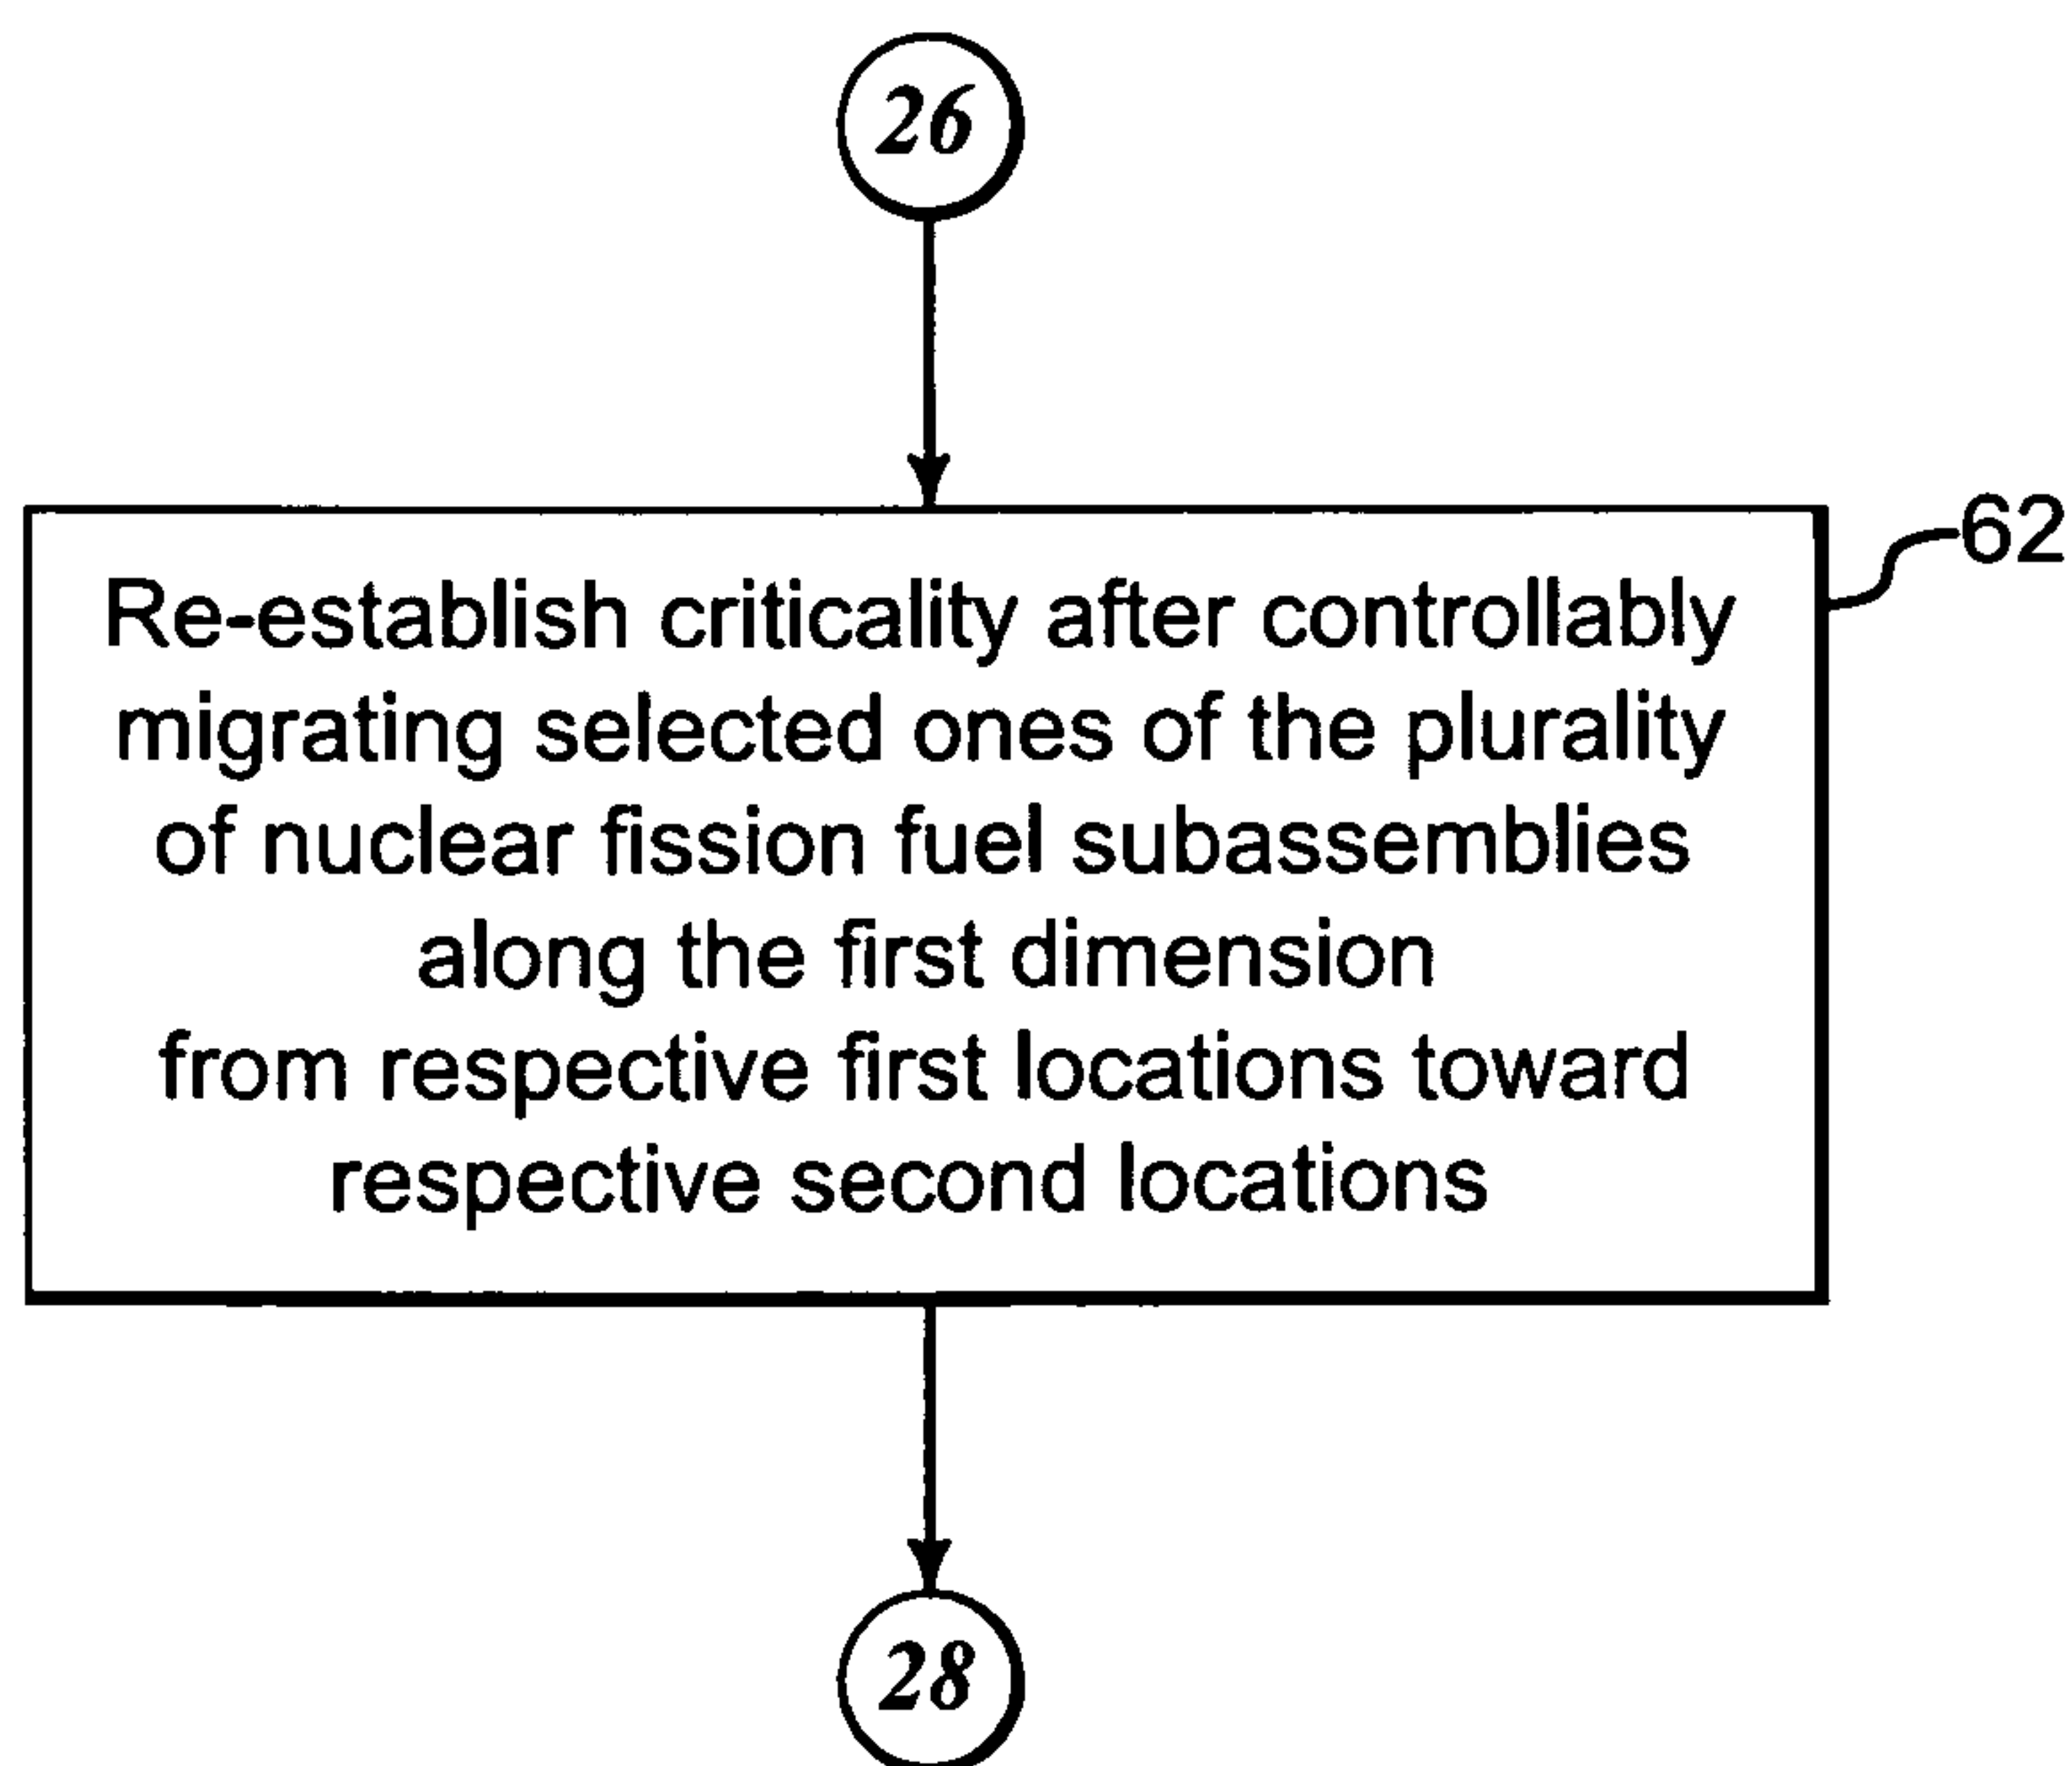 26
62
Re-establish criticality after controllably
migrating selected ones of the plurality
of nuclear fission fuel subassemblies
along the first dimension
from respective first locations toward
respective second locations
28